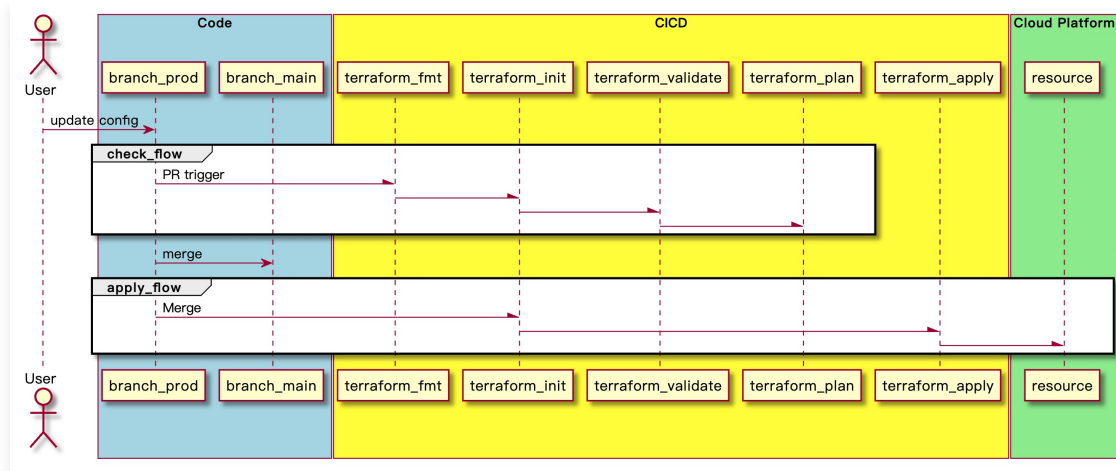 Code
CICD
Cloud Platform
User
branch_prod
branch_main
terraform_fmt
terraform_init
terraform_validate
terraform_plan
terraform_apply
resource
update config
check_flow
PR trigger
merge
apply_flow
Merge
User
branch_prod
branch_main
terraform_fmt
terraform_init
terraform_validate
terraform_plan
terraform_apply
resource